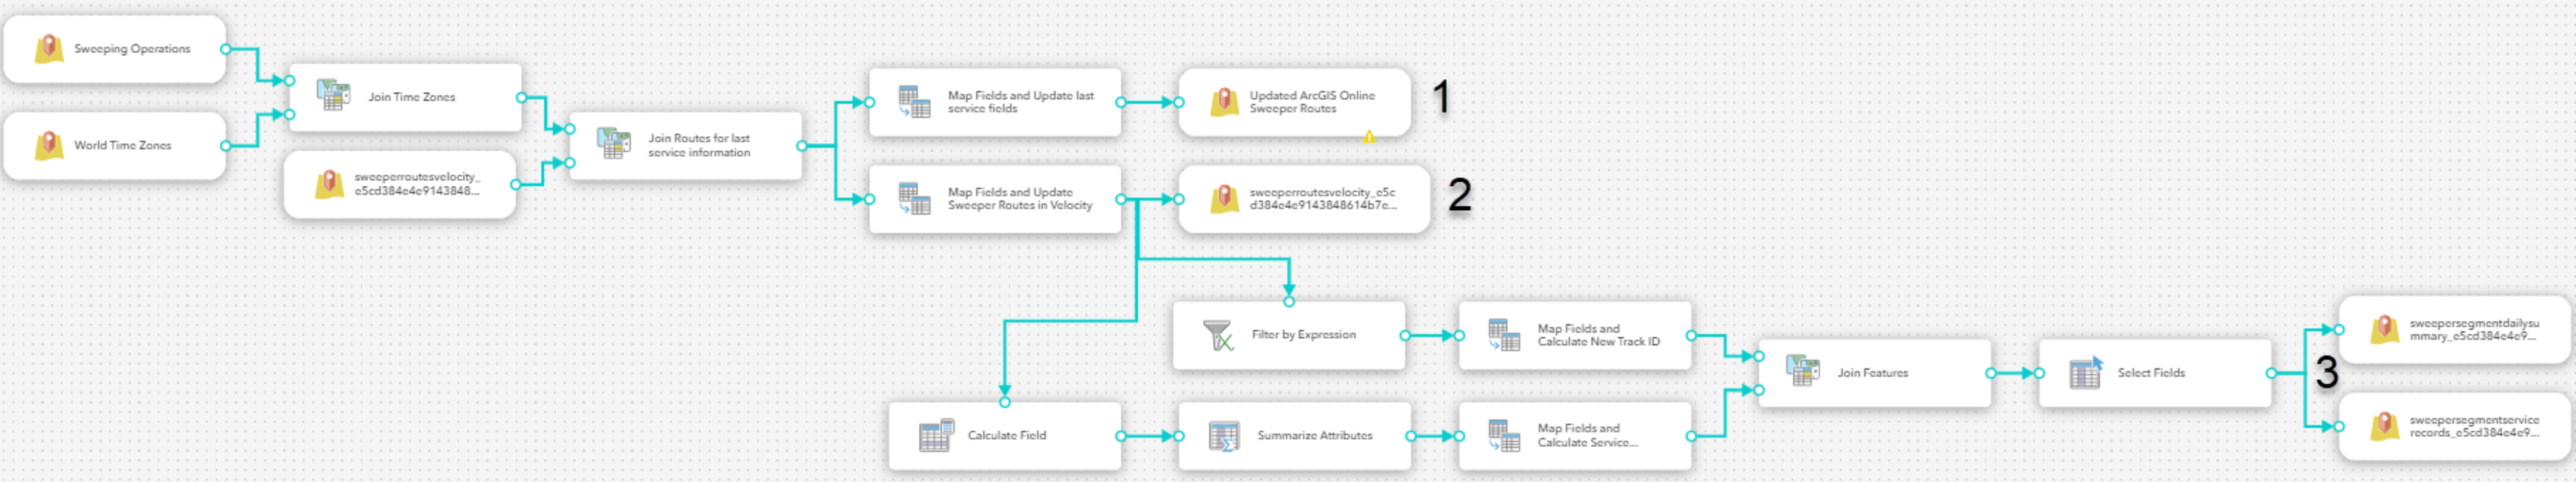 Sweeping Operations
World Time Zones
Join Time Zones
sweeperroutesvelocity_
e5cd384e4e9143848...
Join Routes for last
service information
Map Fields and Update last
service fields
Updated ArcGIS Online
Sweeper Routes
1
Map Fields and Update
Sweeper Routes in Velocity
sweeperroutesvelocity_e5c
d384e4e9143848614b7e...
2
Filter by Expression
Map Fields and
Calculate New Track ID
Calculate Field
Summarize Attributes
Map Fields and
Calculate Service...
Join Features
Select Fields
3
sweepersegmentdailysu
mmary_e5cd384e4e9...
sweepersegmentservice
records_e5cd384e4e9...